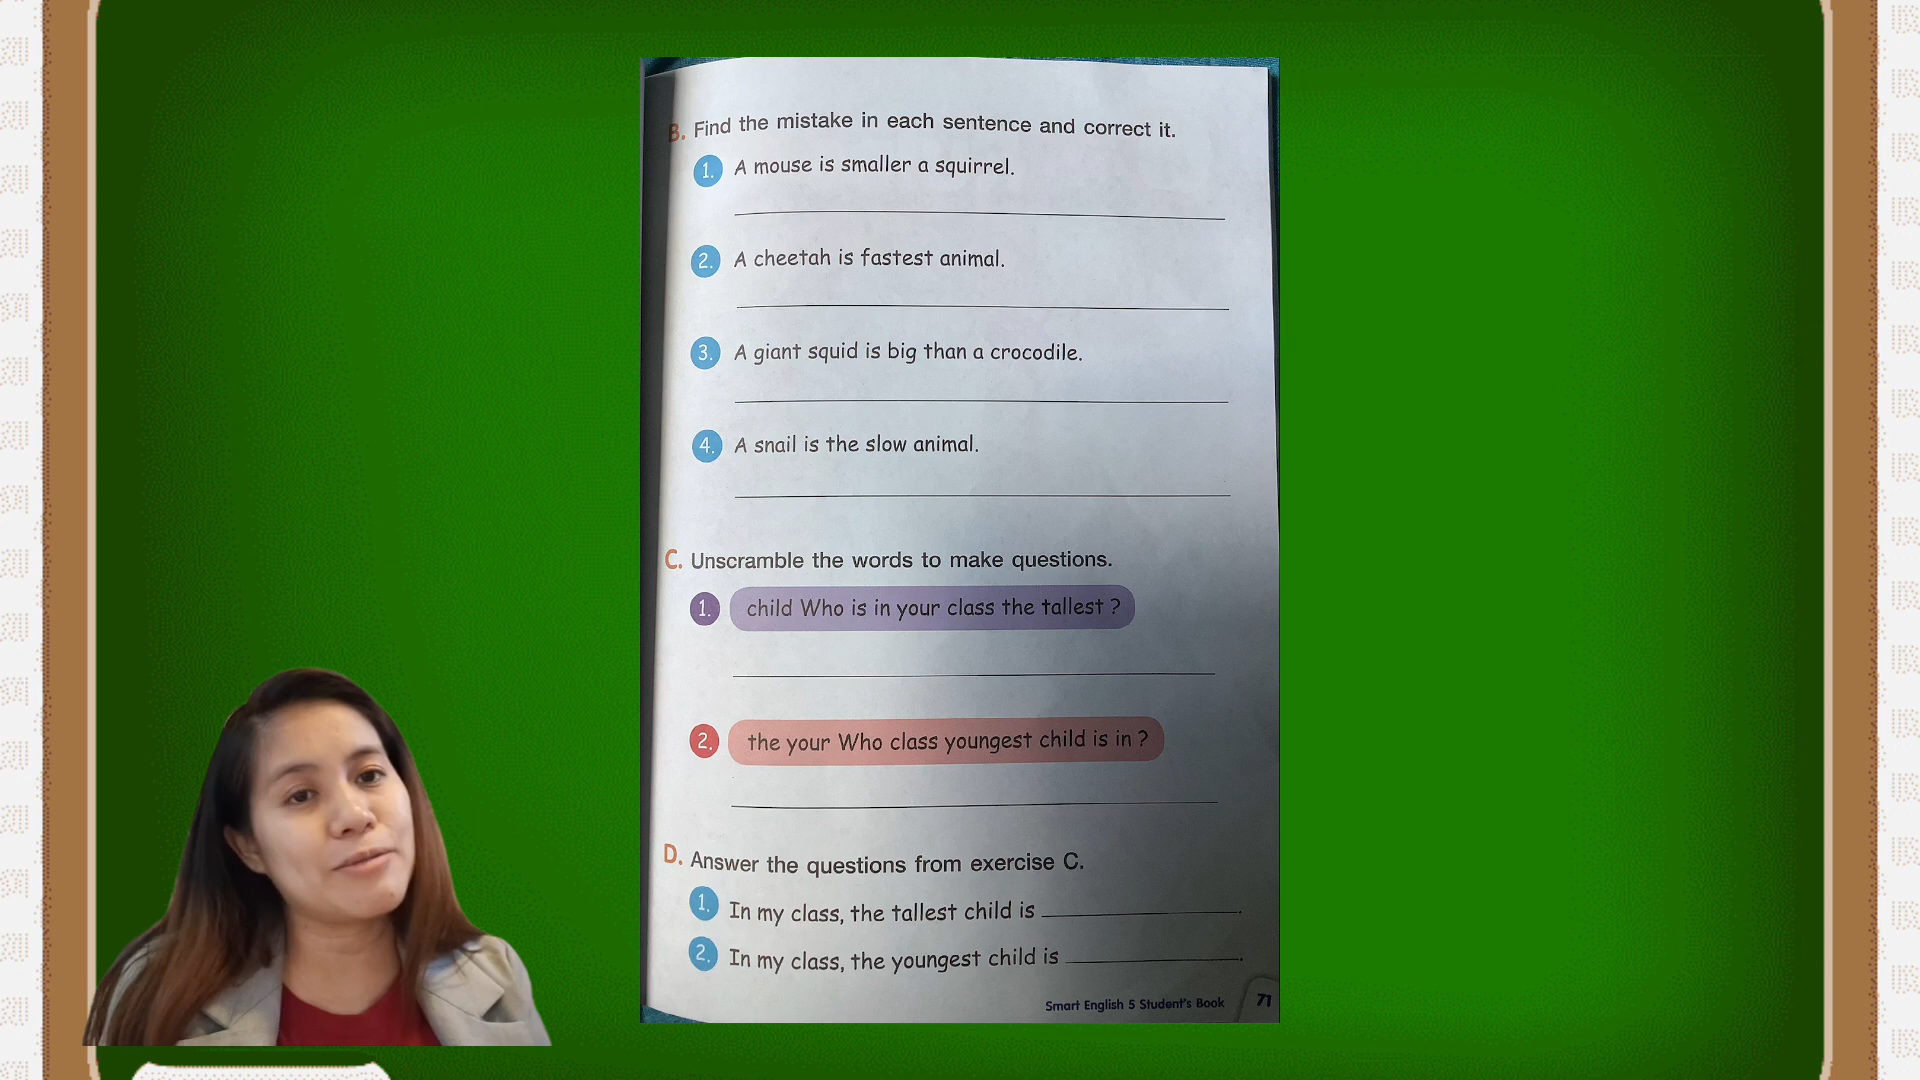 B. Find the mistake in each sentence and correct it.
1. A mouse is smaller a squirrel.
2. A cheetah is fastest animal.
3. A giant squid is big than a crocodile.
4. A snail is the slow animal.
C. Unscramble the words to make questions.
1. child Who is in your class the tallest ?
2. the your Who class youngest child is in ?
D. Answer the questions from exercise C.
1. In my class, the tallest child is ____________.
2. In my class, the youngest child is ____________.
Smart English 5 Student's Book 71